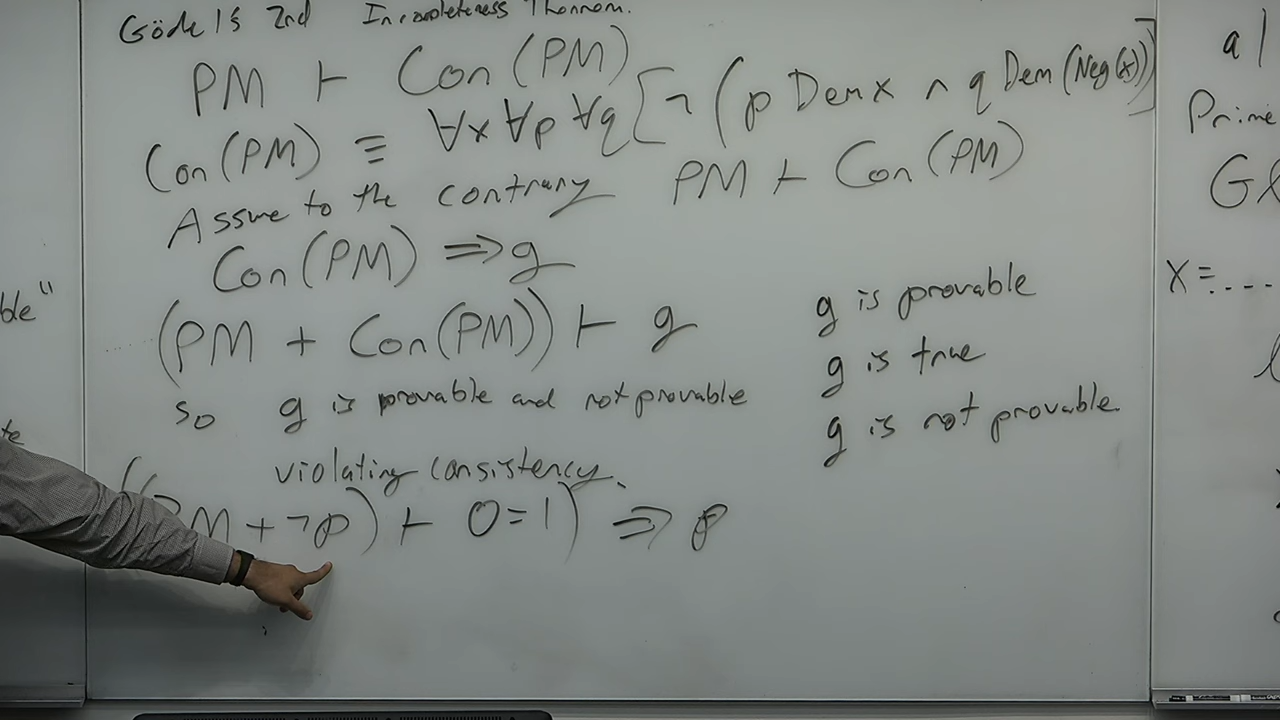 Gödel's 2nd Incompleteness Theorem.
PM ⊬ Con(PM)
Con(PM) ≡ ∀x ∀p ∀q [¬(p Dem x ∧ q Dem(Neg(x)))]
Assume to the contrary PM ⊢ Con(PM)
Con(PM) ⇒ g
(PM + Con(PM)) ⊢ g
so g is provable and not provable
violating consistency.
((PM + ¬p) ⊢ 0=1) ⇒ p
g is provable
g is true
g is not provable.
ble"
te
a |
Prime
X=....